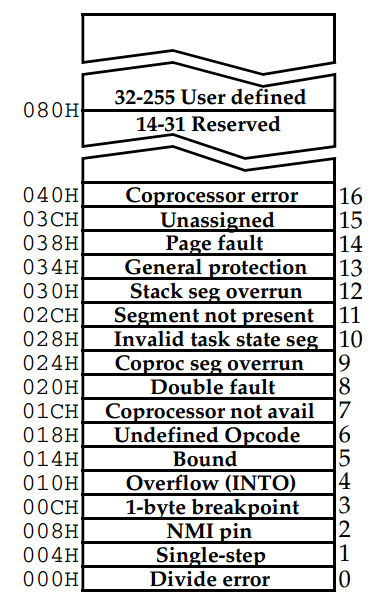 32-255 User defined
080H
14-31 Reserved
040H Coprocessor error 16
03CH Unassigned 15
038H Page fault 14
034H General protection 13
030H Stack seg overrun 12
02CH Segment not present 11
028H Invalid task state seg 10
024H Coproc seg overrun 9
020H Double fault 8
01CH Coprocessor not avail 7
018H Undefined Opcode 6
014H Bound 5
010H Overflow (INTO) 4
00CH 1-byte breakpoint 3
008H NMI pin 2
004H Single-step 1
000H Divide error 0